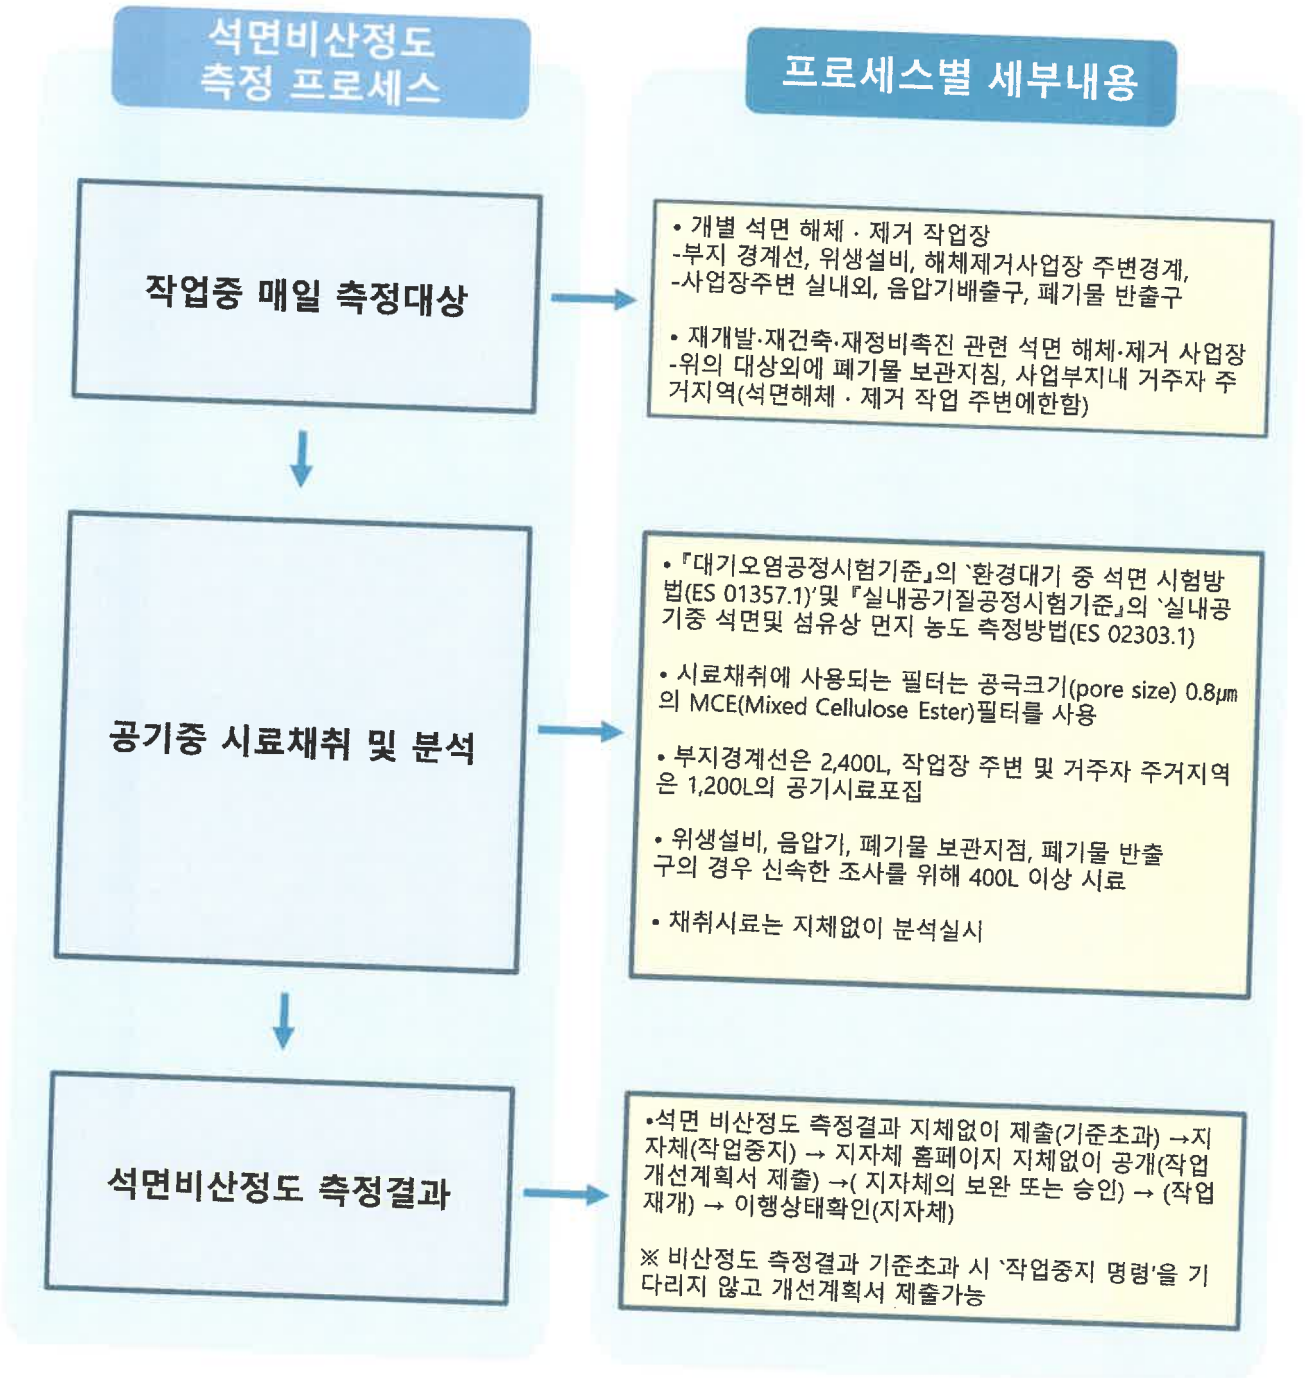 석면비산정도
측정 프로세스
프로세스별 세부내용
작업중 매일 측정대상
• 개별 석면 해체 · 제거 작업장
-부지 경계선, 위생설비, 해체제거사업장 주변경계,
-사업장주변 실내외, 음압기배출구, 폐기물 반출구
• 재개발·재건축·재정비촉진 관련 석면 해체·제거 사업장
-위의 대상외에 폐기물 보관지침, 사업부지내 거주자 주
거지역(석면해체 · 제거 작업 주변에한함)
공기중 시료채취 및 분석
• 『대기오염공정시험기준』의 `환경대기 중 석면 시험방
법(ES 01357.1)'및 『실내공기질공정시험기준』의 `실내공
기중 석면및 섬유상 먼지 농도 측정방법(ES 02303.1)
• 시료채취에 사용되는 필터는 공극크기(pore size) 0.8㎛
의 MCE(Mixed Cellulose Ester)필터를 사용
• 부지경계선은 2,400L, 작업장 주변 및 거주자 주거지역
은 1,200L의 공기시료포집
• 위생설비, 음압기, 폐기물 보관지점, 폐기물 반출
구의 경우 신속한 조사를 위해 400L 이상 시료
• 채취시료는 지체없이 분석실시
석면비산정도 측정결과
•석면 비산정도 측정결과 지체없이 제출(기준초과) →지
자체(작업중지) → 지자체 홈페이지 지체없이 공개(작업
개선계획서 제출) →( 지자체의 보완 또는 승인) → (작업
재개) → 이행상태확인(지자체)
※ 비산정도 측정결과 기준초과 시 `작업중지 명령'을 기
다리지 않고 개선계획서 제출가능